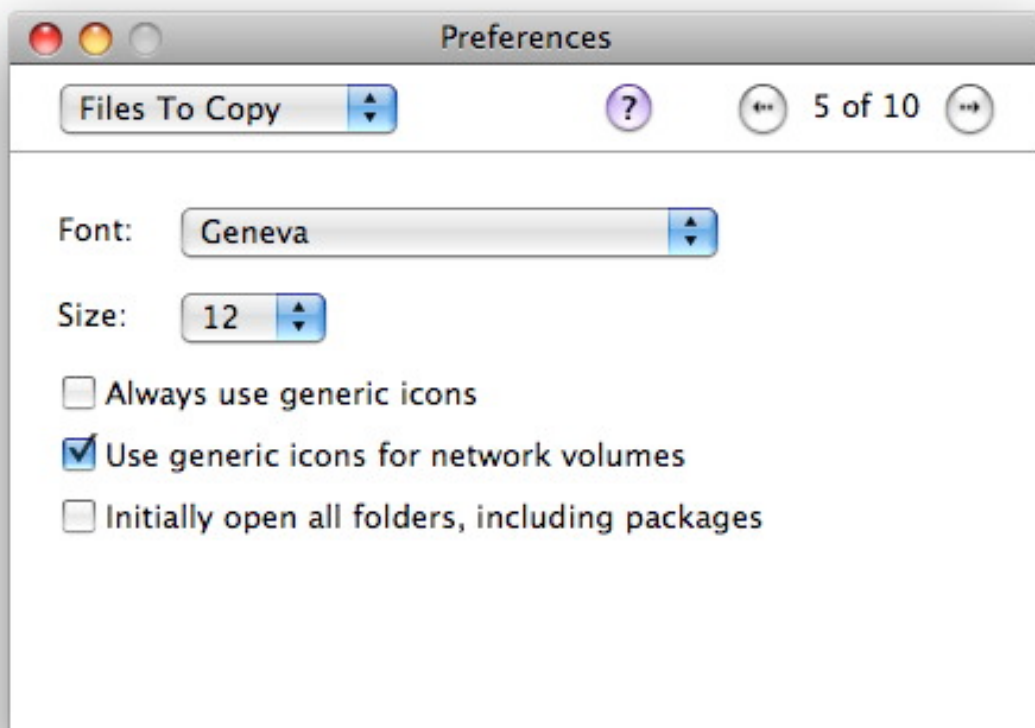 Preferences
Files To Copy ? 5 of 10
Font: Geneva
Size: 12
Always use generic icons
Use generic icons for network volumes
Initially open all folders, including packages